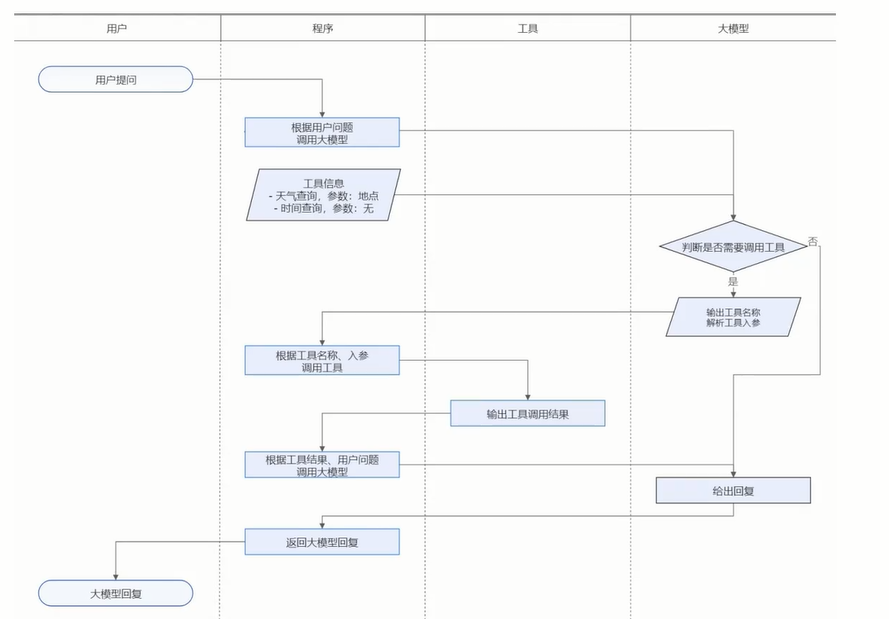 用户
程序
工具
大模型
用户提问
根据用户问题
调用大模型
工具信息
- 天气查询，参数：地点
- 时间查询，参数：无
判断是否需要调用工具
否
是
输出工具名称
解析工具入参
根据工具名称、入参
调用工具
输出工具调用结果
根据工具结果、用户问题
调用大模型
给出回复
返回大模型回复
大模型回复